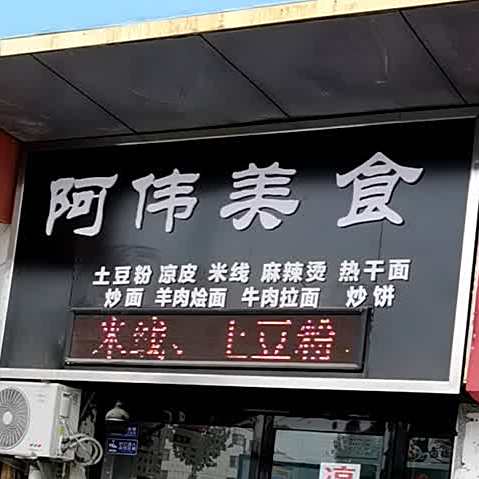 阿伟美食
土豆粉 凉皮 米线 麻辣烫 热干面
炒面 羊肉烩面 牛肉拉面 炒饼
米线、土豆粉
凉